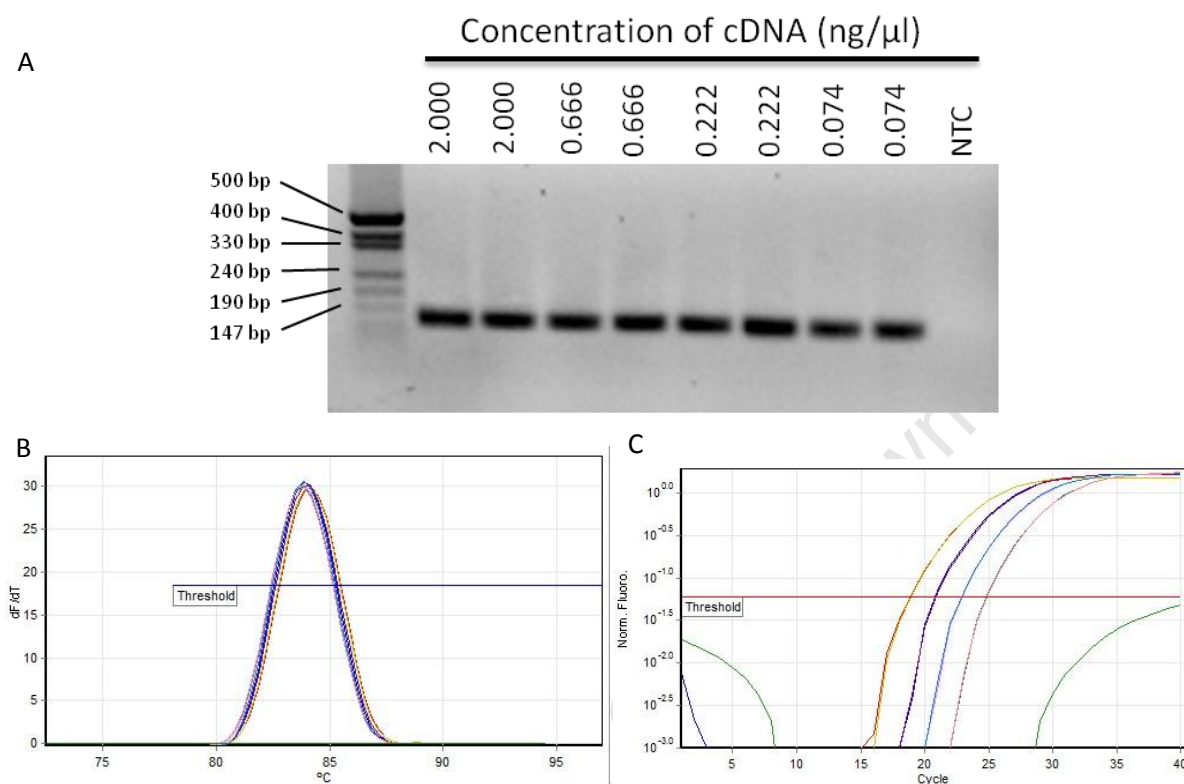 Concentration of cDNA (ng/µl)
A
2.000
2.000
0.666
0.666
0.222
0.222
0.074
0.074
NTC
500 bp
400 bp
330 bp
240 bp
190 bp
147 bp
B
30
25
20
15
10
5
0
dF/dT
Threshold
75
80
85
90
95
ºC
C
10^0.0
10^-0.5
10^-1.0
10^-1.5
10^-2.0
10^-2.5
10^-3.0
Norm. Fluoro.
Threshold
5
10
15
20
25
30
35
40
Cycle